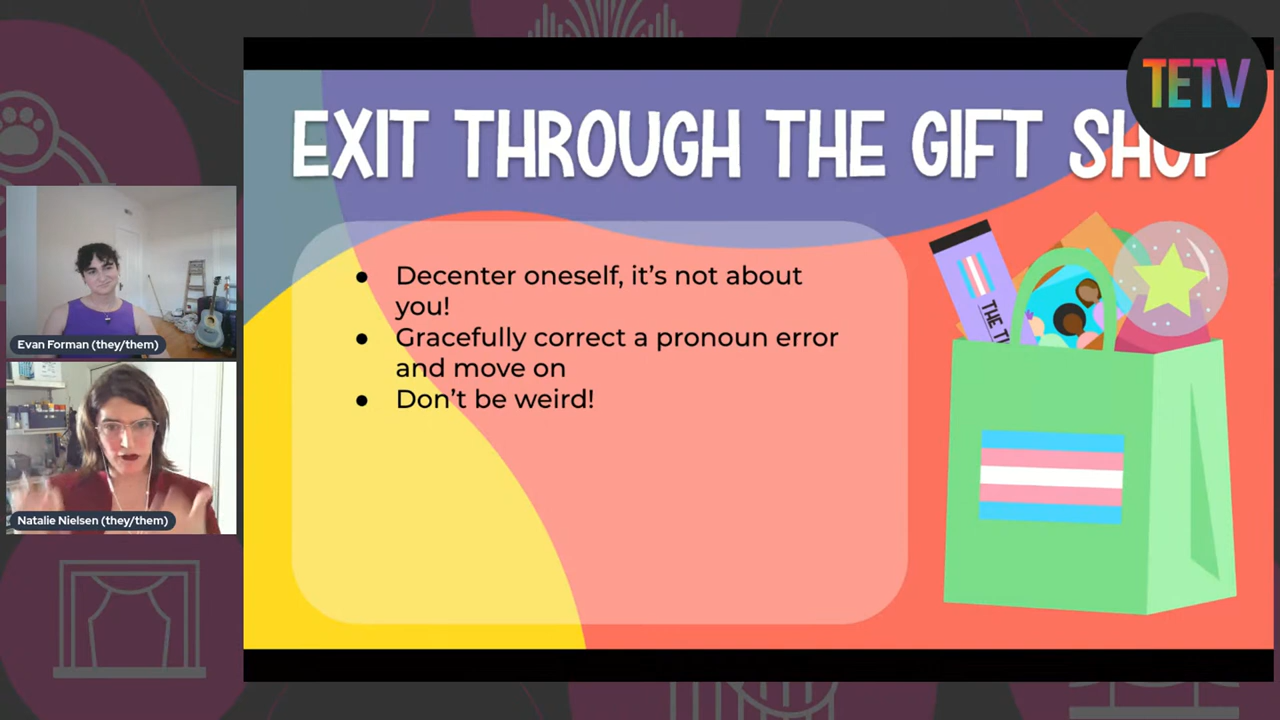 TETV
EXIT THROUGH THE GIFT SHOP
• Decenter oneself, it's not about
you!
• Gracefully correct a pronoun error
and move on
• Don't be weird!
THE
Evan Forman (they/them)
Natalie Nielsen (they/them)